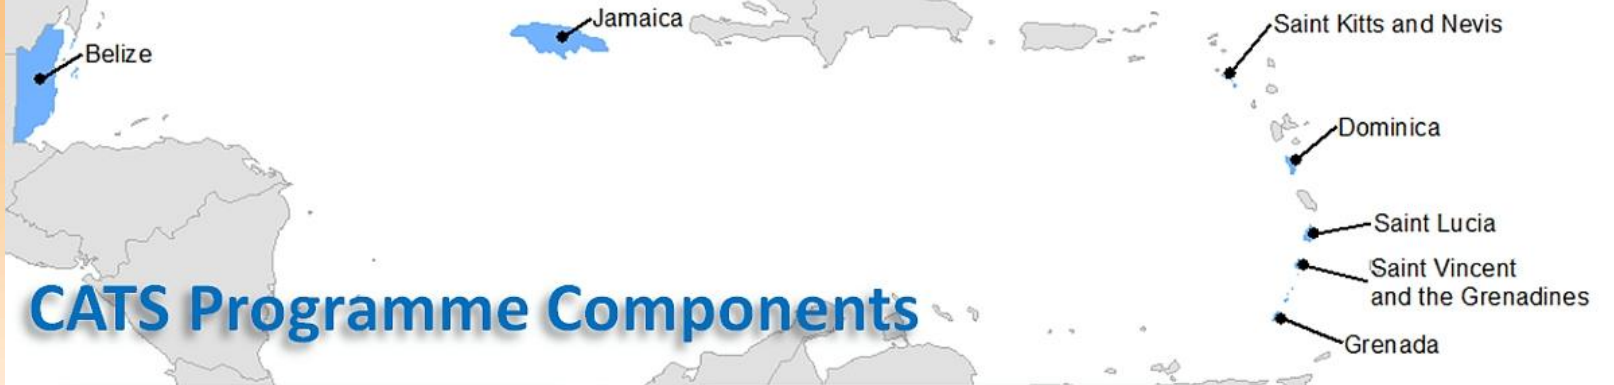 Jamaica
Saint Kitts and Nevis
Belize
Dominica
Saint Lucia
Saint Vincent
and the Grenadines
CATS Programme Components
Grenada